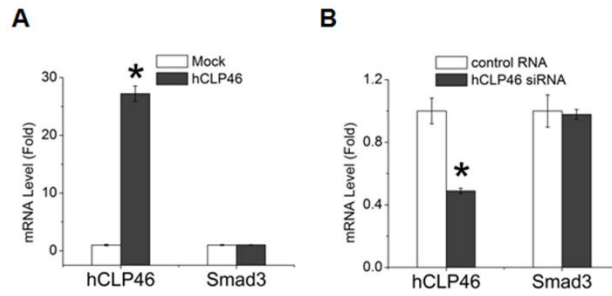 A
Mock
hCLP46
mRNA Level (Fold)
30
20
10
0
*
hCLP46
Smad3
B
control RNA
hCLP46 siRNA
mRNA Level (Fold)
1.2
0.8
0.4
0.0
*
hCLP46
Smad3